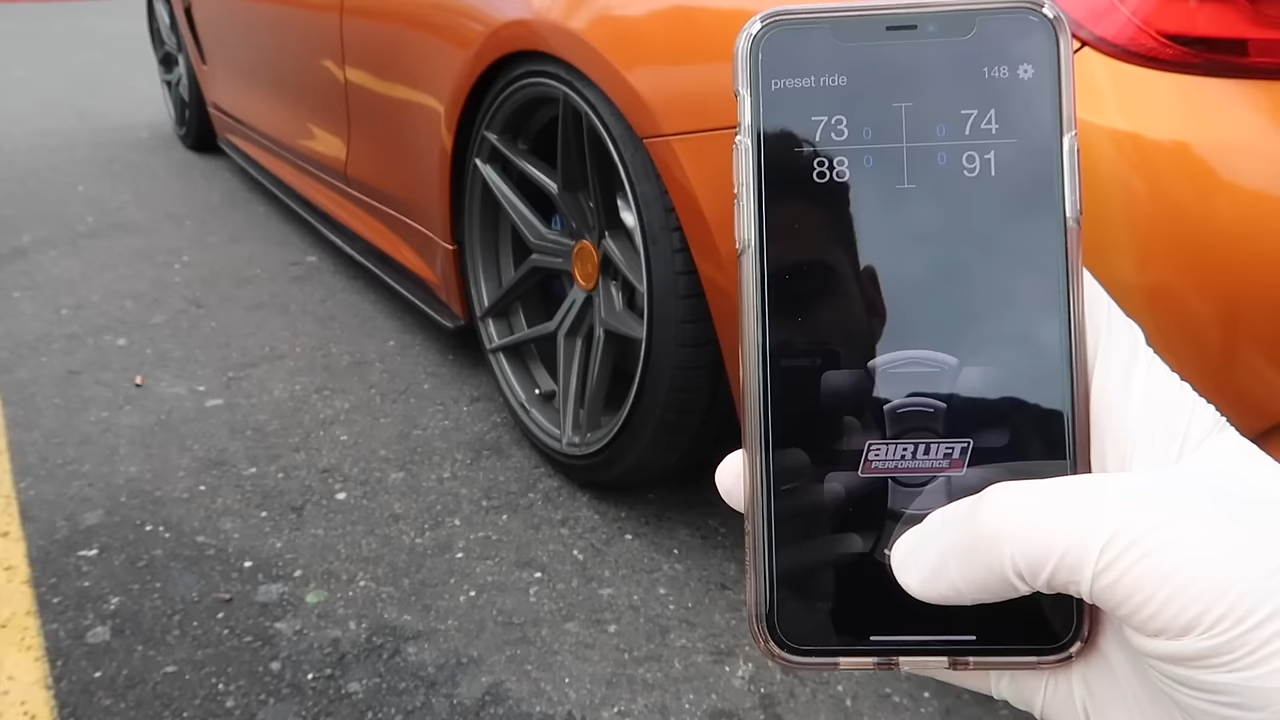 preset ride 148
73 0 0 74
88 0 0 91
AIR LIFT
PERFORMANCE